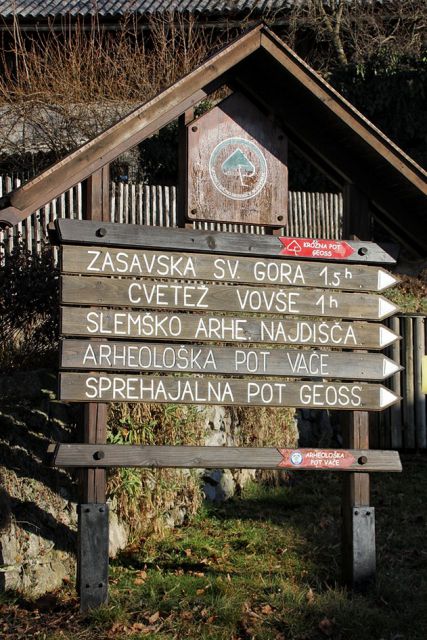 KROŽNA POT
GEOSS
ZASAVSKA SV. GORA 1.5h
CVETEŽ VOVŠE 1h
SLEMŠKO ARHE NAJDIŠČA
ARHEOLOŠKA POT VAČE
SPREHAJALNA POT GEOSS
ARHEOLOŠKA
POT VAČE